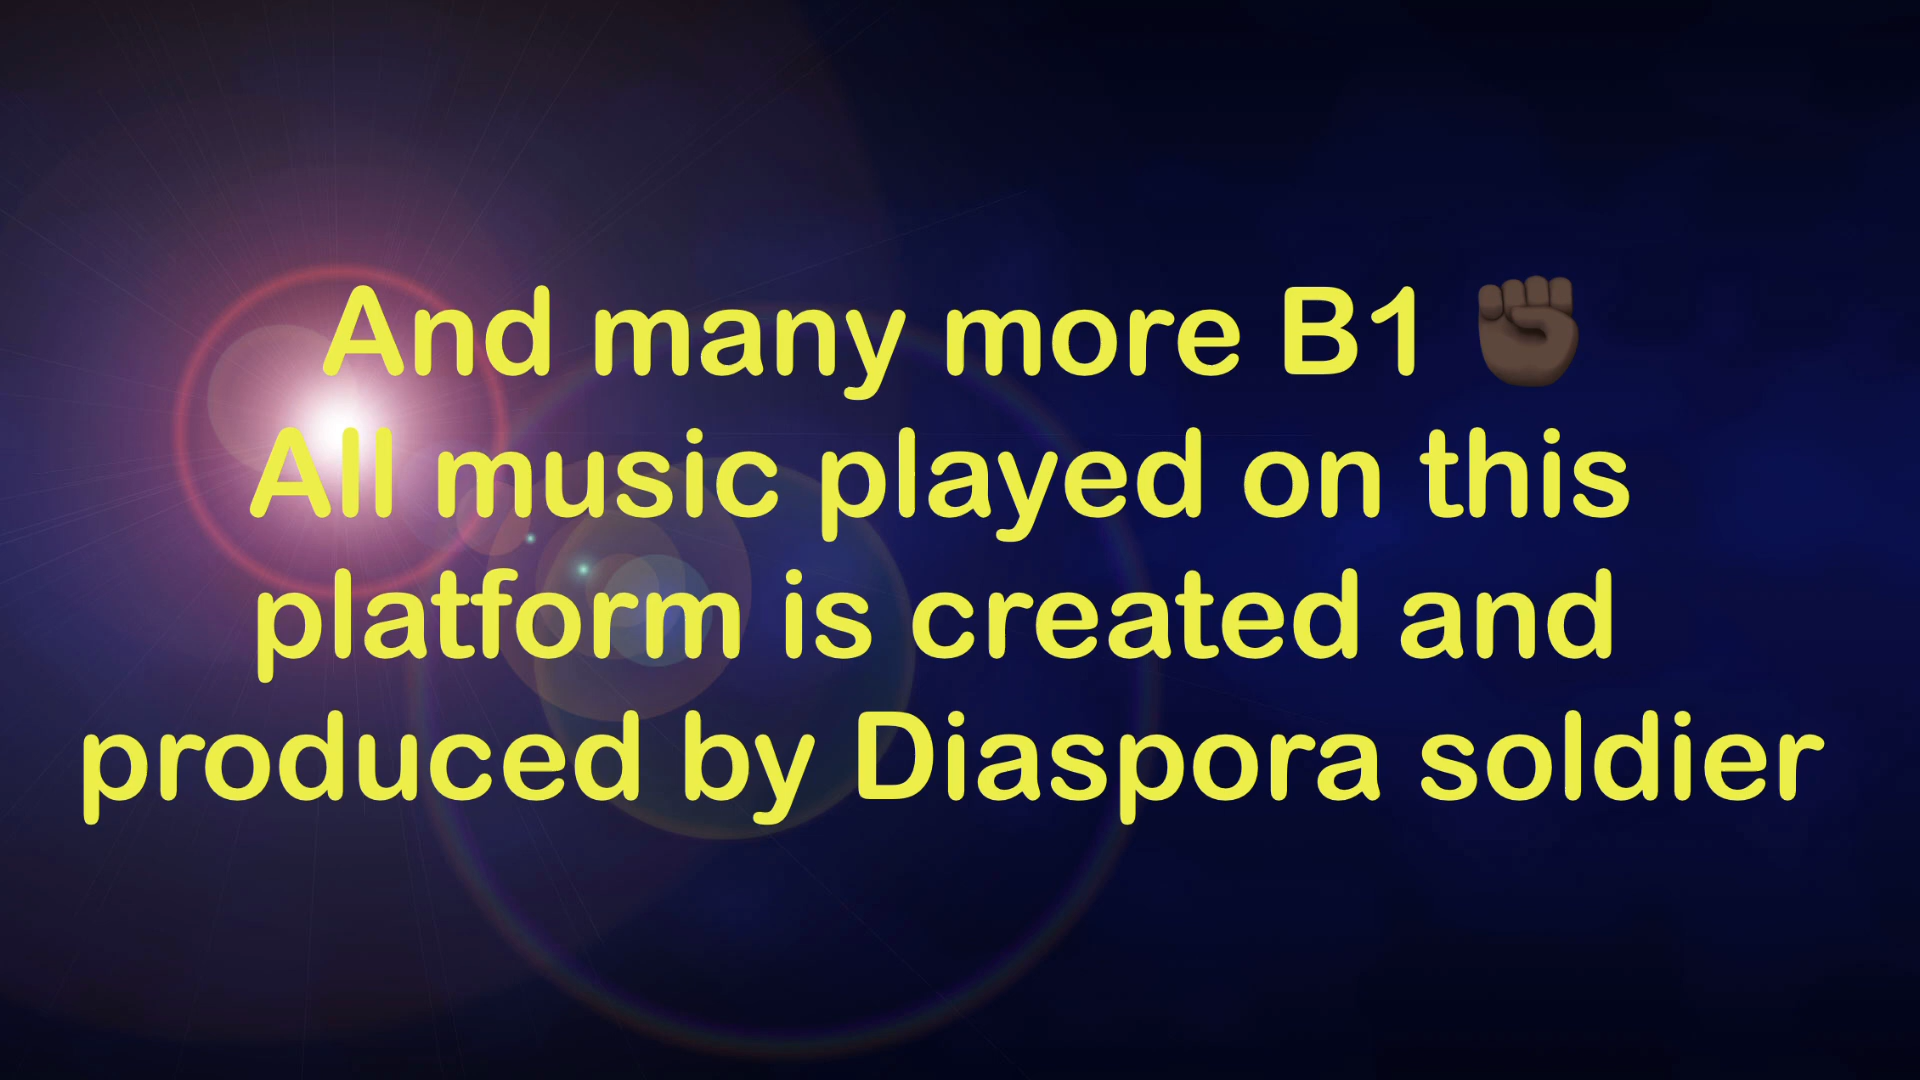 And many more B1 ✊🏿
All music played on this
platform is created and
produced by Diaspora soldier